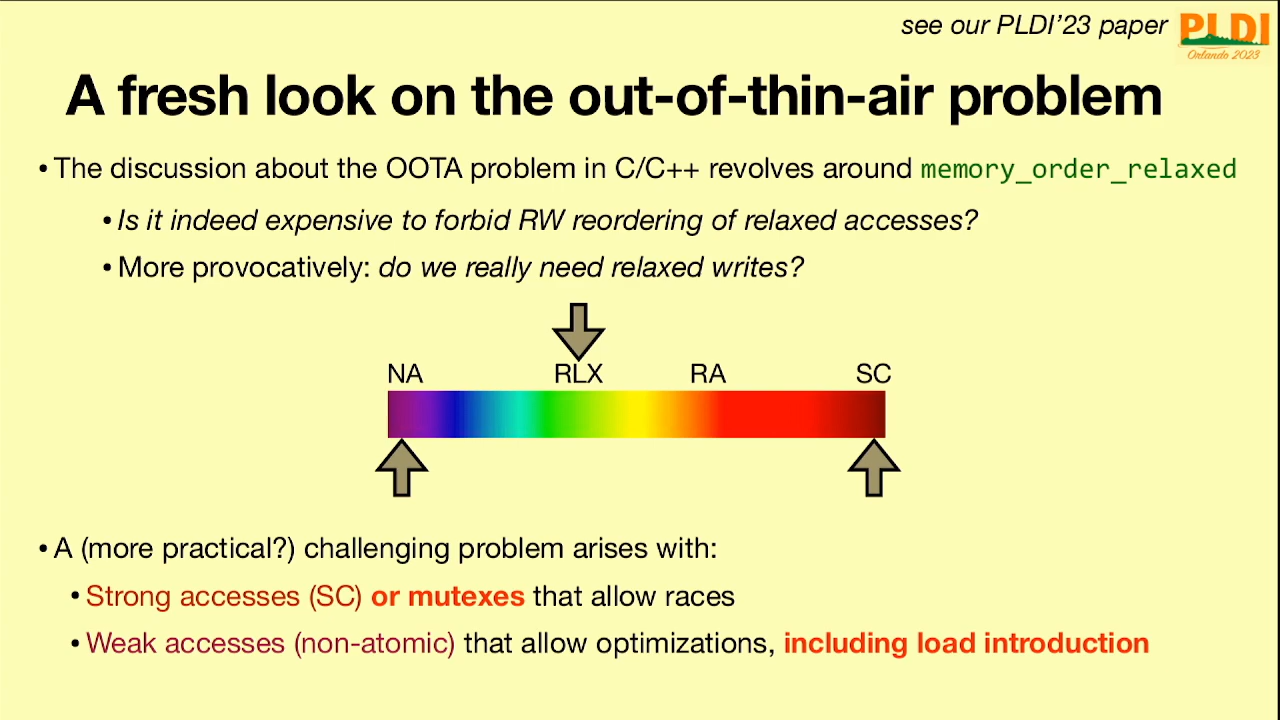 see our PLDI'23 paper
PLDI
Orlando 2023
A fresh look on the out-of-thin-air problem
• The discussion about the OOTA problem in C/C++ revolves around memory_order_relaxed
• Is it indeed expensive to forbid RW reordering of relaxed accesses?
• More provocatively: do we really need relaxed writes?
NA RLX RA SC
• A (more practical?) challenging problem arises with:
• Strong accesses (SC) or mutexes that allow races
• Weak accesses (non-atomic) that allow optimizations, including load introduction